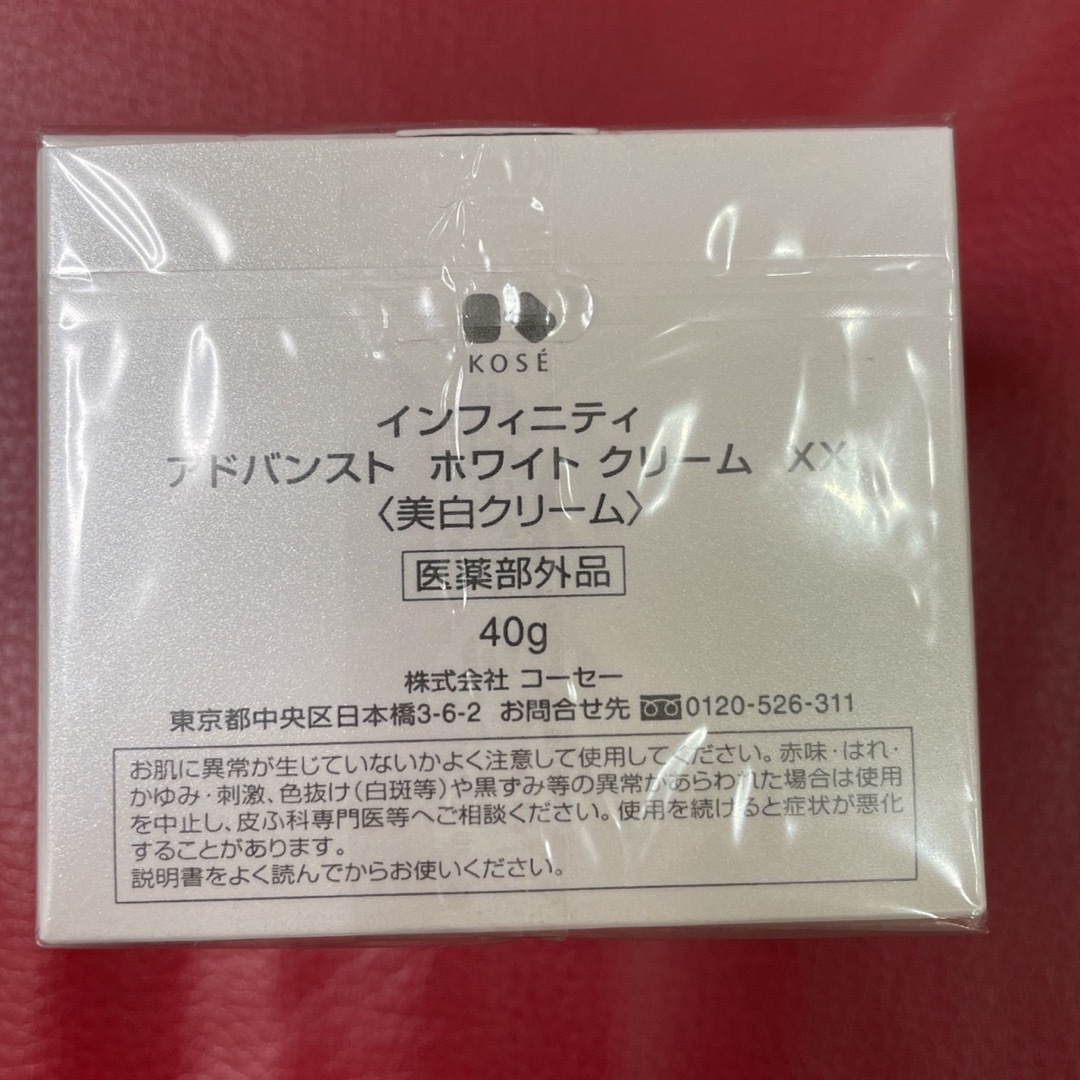 KOSÉ
インフィニティ
アドバンスト ホワイト クリーム XX
〈美白クリーム〉
医薬部外品
40g
株式会社 コーセー
東京都中央区日本橋3-6-2 お問合せ先 0120-526-311
お肌に異常が生じていないかよく注意して使用してください。赤味・はれ・
かゆみ・刺激、色抜け(白斑等)や黒ずみ等の異常があらわれた場合は使用
を中止し、皮ふ科専門医等へご相談ください。使用を続けると症状が悪化
することがあります。
説明書をよく読んでからお使いください。